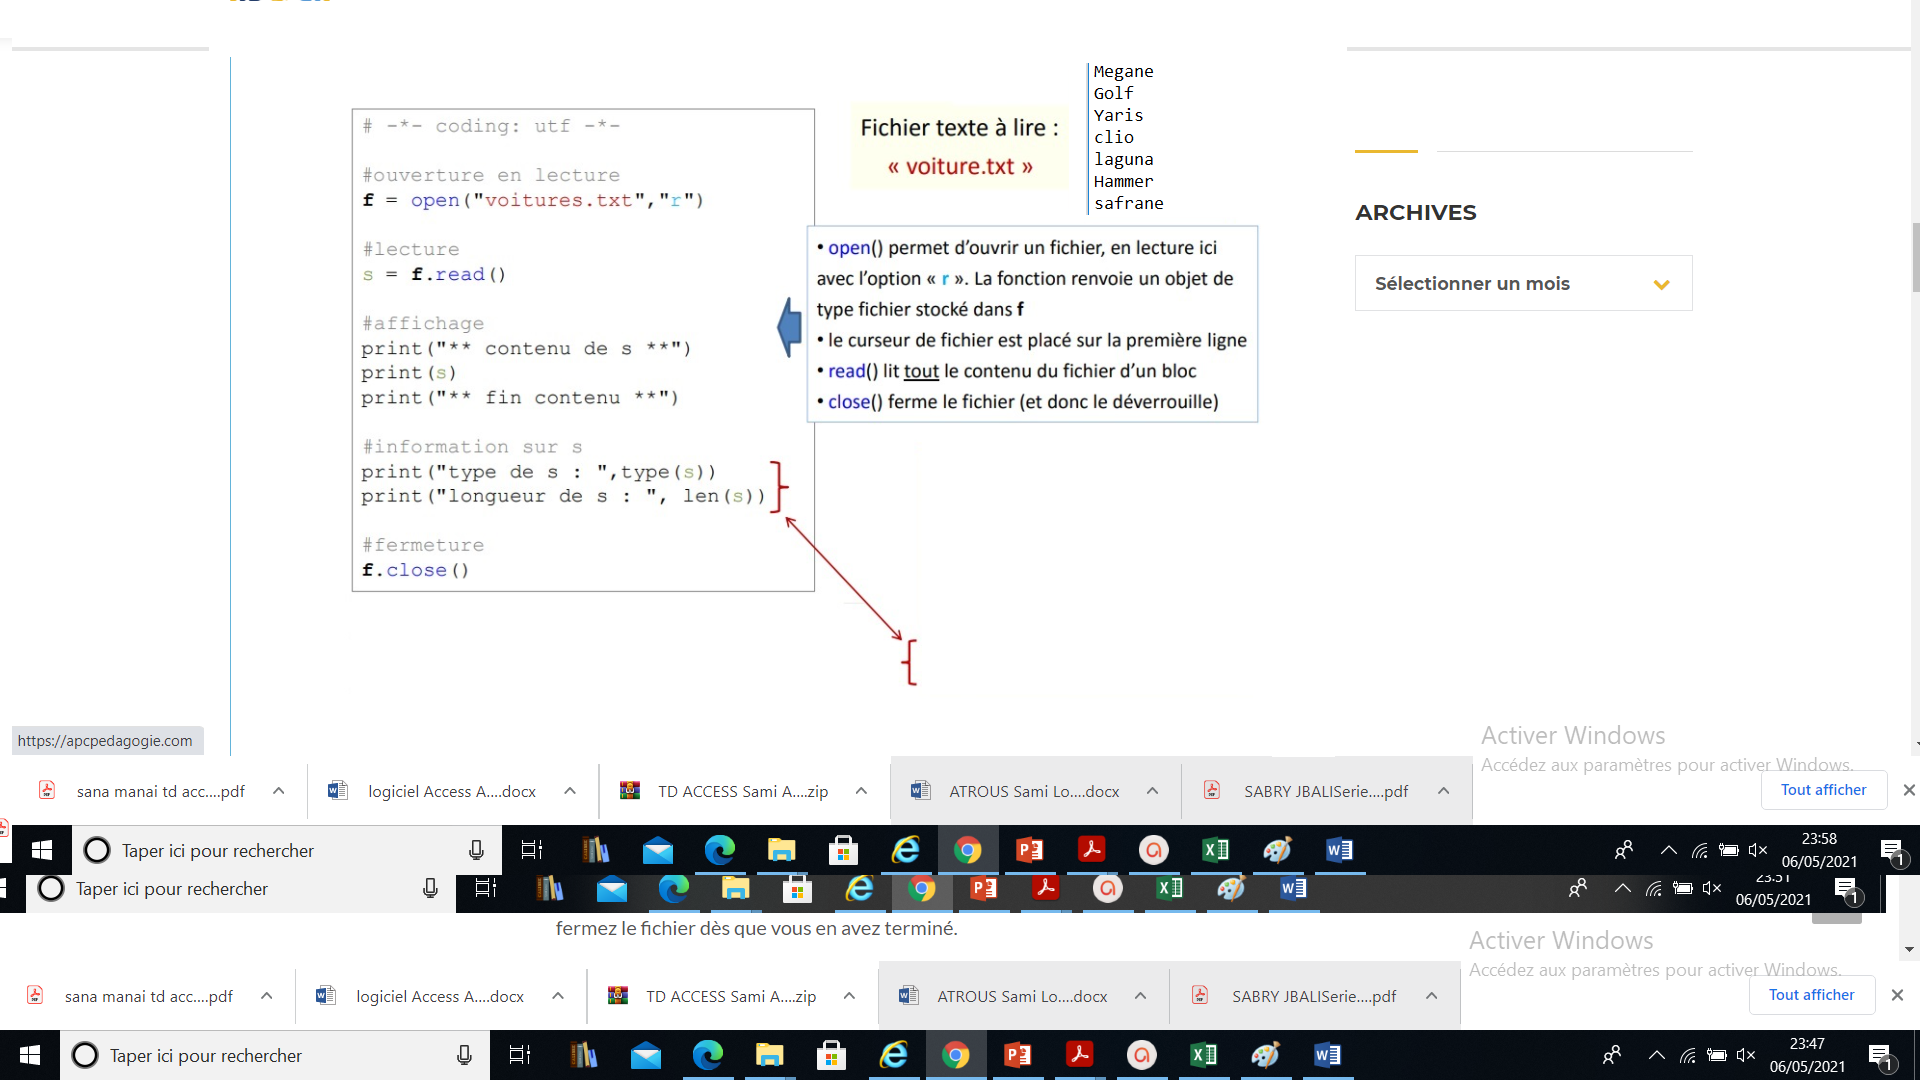 # -*- coding: utf -*-
#ouverture en lecture
f = open("voitures.txt","r")
#lecture
s = f.read()
#affichage
print("** contenu de s **")
print(s)
print("** fin contenu **")
#information sur s
print("type de s : ",type(s))
print("longueur de s : ", len(s))
#fermeture
f.close()
Fichier texte à lire :
« voiture.txt »
Megane
Golf
Yaris
clio
laguna
Hammer
safrane
• open() permet d’ouvrir un fichier, en lecture ici
avec l’option « r ». La fonction renvoie un objet de
type fichier stocké dans f
• le curseur de fichier est placé sur la première ligne
• read() lit tout le contenu du fichier d’un bloc
• close() ferme le fichier (et donc le déverrouille)
ARCHIVES
Sélectionner un mois
https://apcpedagogie.com
Activer Windows
Accédez aux paramètres pour activer Windows.
sana manai td acc....pdf
logiciel Access A....docx
TD ACCESS Sami A....zip
ATROUS Sami Lo....docx
SABRY JBALISerie....pdf
Tout afficher
Taper ici pour rechercher
23:58
06/05/2021
1
Taper ici pour rechercher
23:51
06/05/2021
1
fermez le fichier dès que vous en avez terminé.
Activer Windows
Accédez aux paramètres pour activer Windows.
sana manai td acc....pdf
logiciel Access A....docx
TD ACCESS Sami A....zip
ATROUS Sami Lo....docx
SABRY JBALISerie....pdf
Tout afficher
Taper ici pour rechercher
23:47
06/05/2021
1